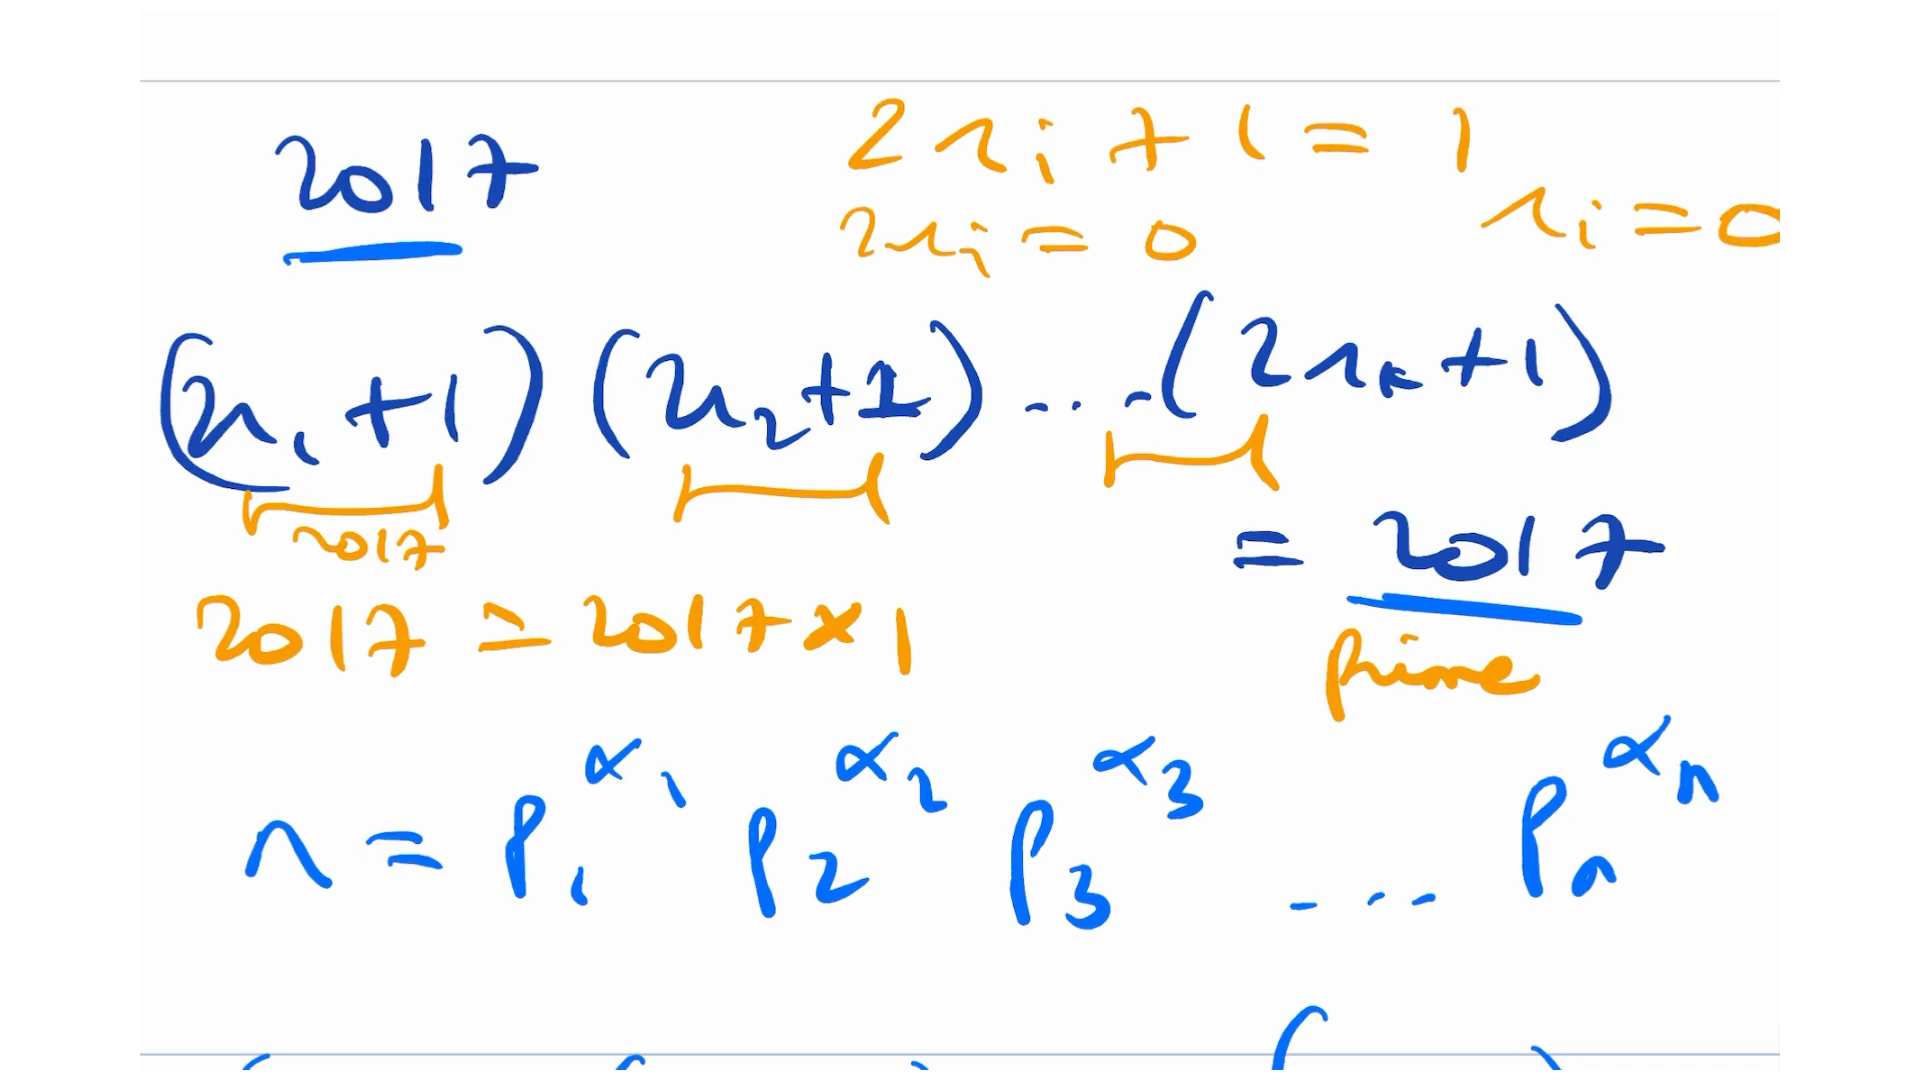 2017
2r_i + 1 = 1
2r_i = 0 r_i = 0
(2r_1 + 1) (2r_2 + 1) ... (2r_k + 1)
2017
= 2017
2017 = 2017 × 1
prime
n = p_1^{α_1} p_2^{α_2} p_3^{α_3} ... p_n^{α_n}